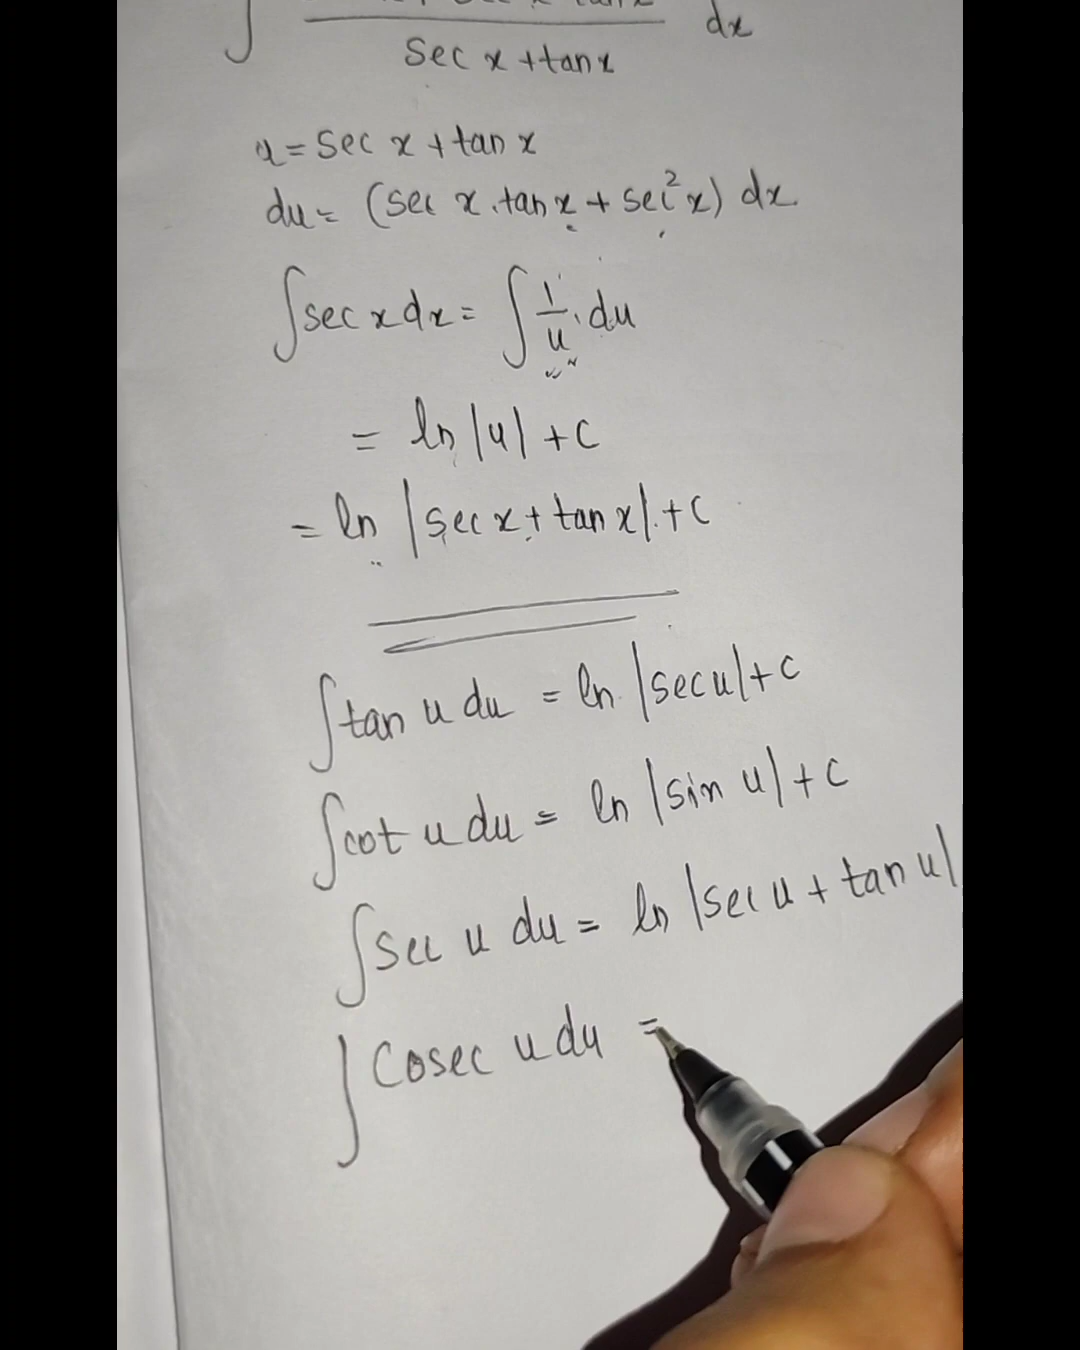 ∫ dx
sec x + tan x
u = sec x + tan x
du = (sec x . tan x + sec²x) dx
∫ sec x dx = ∫ 1/u . du
= ln |u| + c
= ln |sec x + tan x| + c
∫ tan u du = ln |sec u| + c
∫ cot u du = ln |sin u| + c
∫ sec u du = ln |sec u + tan u|
∫ Cosec u du =